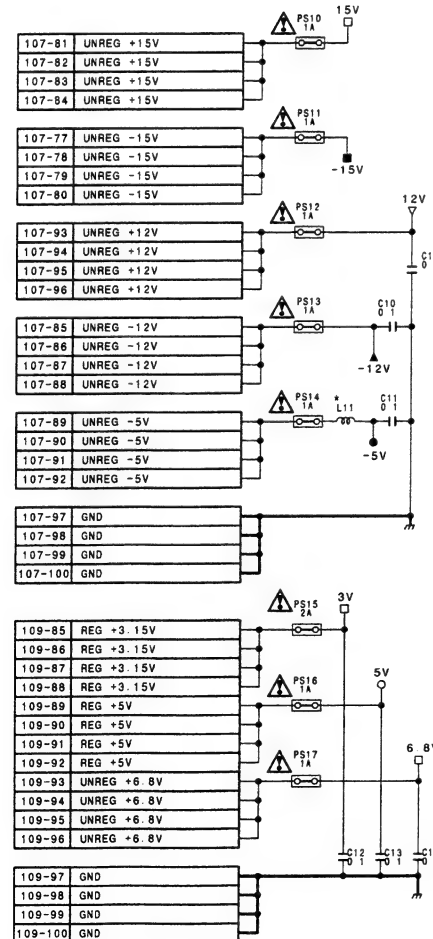 PS10
1A
15V
107-81 UNREG +15V
107-82 UNREG +15V
107-83 UNREG +15V
107-84 UNREG +15V
PS11
1A
107-77 UNREG -15V
107-78 UNREG -15V
107-79 UNREG -15V
107-80 UNREG -15V
-15V
PS12
1A
12V
107-93 UNREG +12V
107-94 UNREG +12V
107-95 UNREG +12V
107-96 UNREG +12V
C1
0
PS13
1A
C10
0 1
107-85 UNREG -12V
107-86 UNREG -12V
107-87 UNREG -12V
107-88 UNREG -12V
-12V
PS14
1A
*
L11
C11
0 1
107-89 UNREG -5V
107-90 UNREG -5V
107-91 UNREG -5V
107-92 UNREG -5V
-5V
107-97 GND
107-98 GND
107-99 GND
107-100 GND
PS15
2A
3V
109-85 REG +3.15V
109-86 REG +3.15V
109-87 REG +3.15V
109-88 REG +3.15V
PS16
1A
5V
109-89 REG +5V
109-90 REG +5V
109-91 REG +5V
109-92 REG +5V
PS17
1A
6.8V
109-93 UNREG +6.8V
109-94 UNREG +6.8V
109-95 UNREG +6.8V
109-96 UNREG +6.8V
C12
0 1
C13
0 1
C1
0
109-97 GND
109-98 GND
109-99 GND
109-100 GND